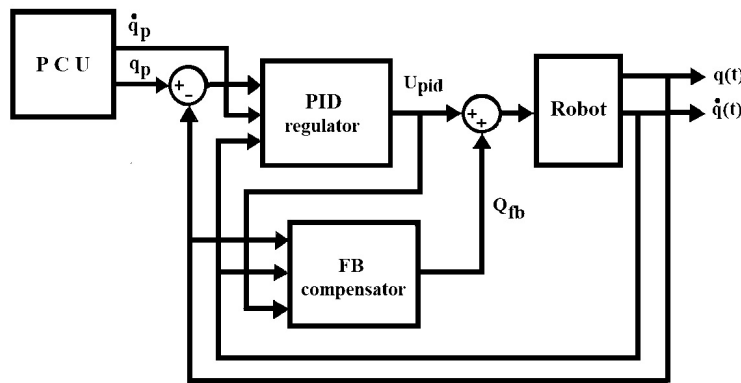 q̇p
P C U
qp
+
-
PID
regulator
Upid
+
+
Robot
q(t)
q̇(t)
Qfb
FB
compensator